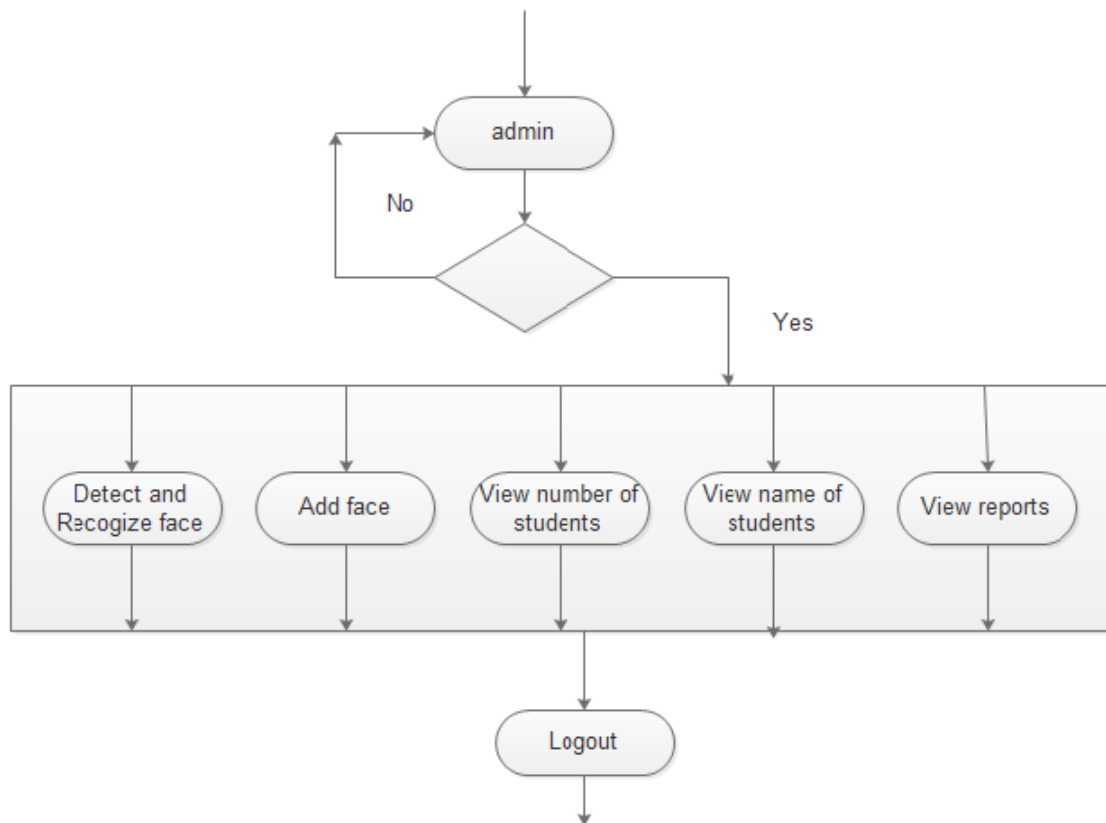 admin
No
Yes
Detect and
Recogize face
Add face
View number of
students
View name of
students
View reports
Logout